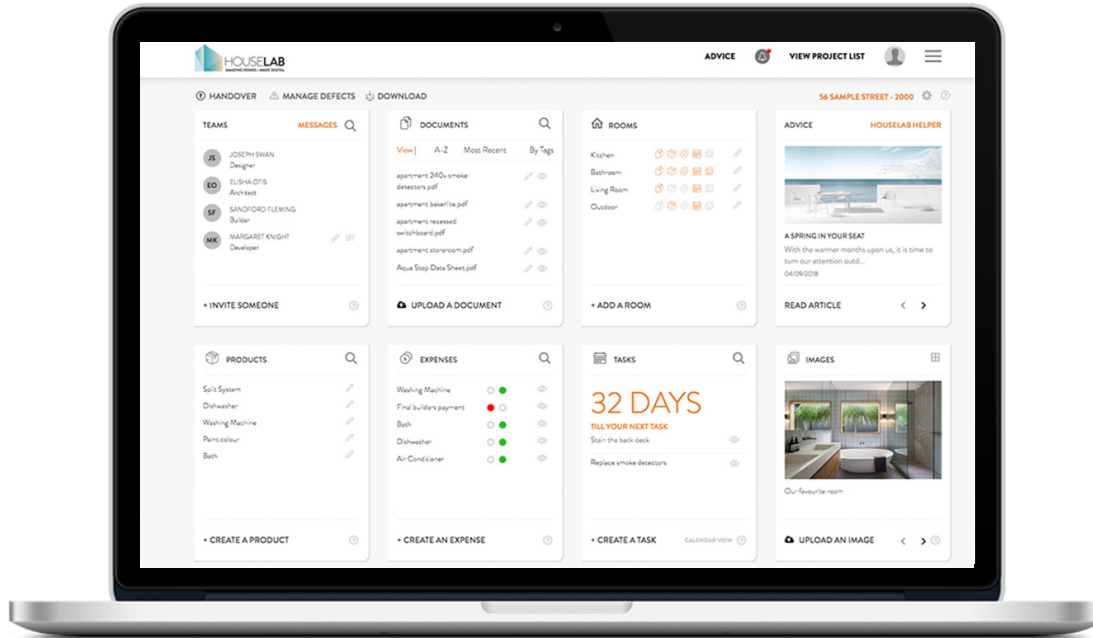 HOUSELAB
AMAZING HOMES - MADE DIGITAL
ADVICE
VIEW PROJECT LIST
HANDOVER
MANAGE DEFECTS
DOWNLOAD
56 SAMPLE STREET - 2000
TEAMS
MESSAGES
JS
JOSEPH SWAN
Designer
EO
ELISHA OTIS
Architect
SF
SANDFORD FLEMING
Builder
MK
MARGARET KNIGHT
Developer
+ INVITE SOMEONE
DOCUMENTS
View | A-Z Most Recent By Tags
apartment 240v smoke
detectors.pdf
apartment bakerlite.pdf
apartment recessed
switchboard.pdf
apartment storeroom.pdf
Aqua Stop Data Sheet.pdf
UPLOAD A DOCUMENT
ROOMS
Kitchen
Bathroom
Living Room
Outdoor
+ ADD A ROOM
ADVICE
HOUSELAB HELPER
A SPRING IN YOUR SEAT
With the warmer months upon us, it is time to
turn our attention outd...
04/09/2018
READ ARTICLE
PRODUCTS
Split System
Dishwasher
Washing Machine
Paint colour
Bath
+ CREATE A PRODUCT
EXPENSES
Washing Machine
Final builders payment
Bath
Dishwasher
Air Conditioner
+ CREATE AN EXPENSE
TASKS
32 DAYS
TILL YOUR NEXT TASK
Stain the back deck
Replace smoke detectors
+ CREATE A TASK
CALENDAR VIEW
IMAGES
Our favourite room
UPLOAD AN IMAGE